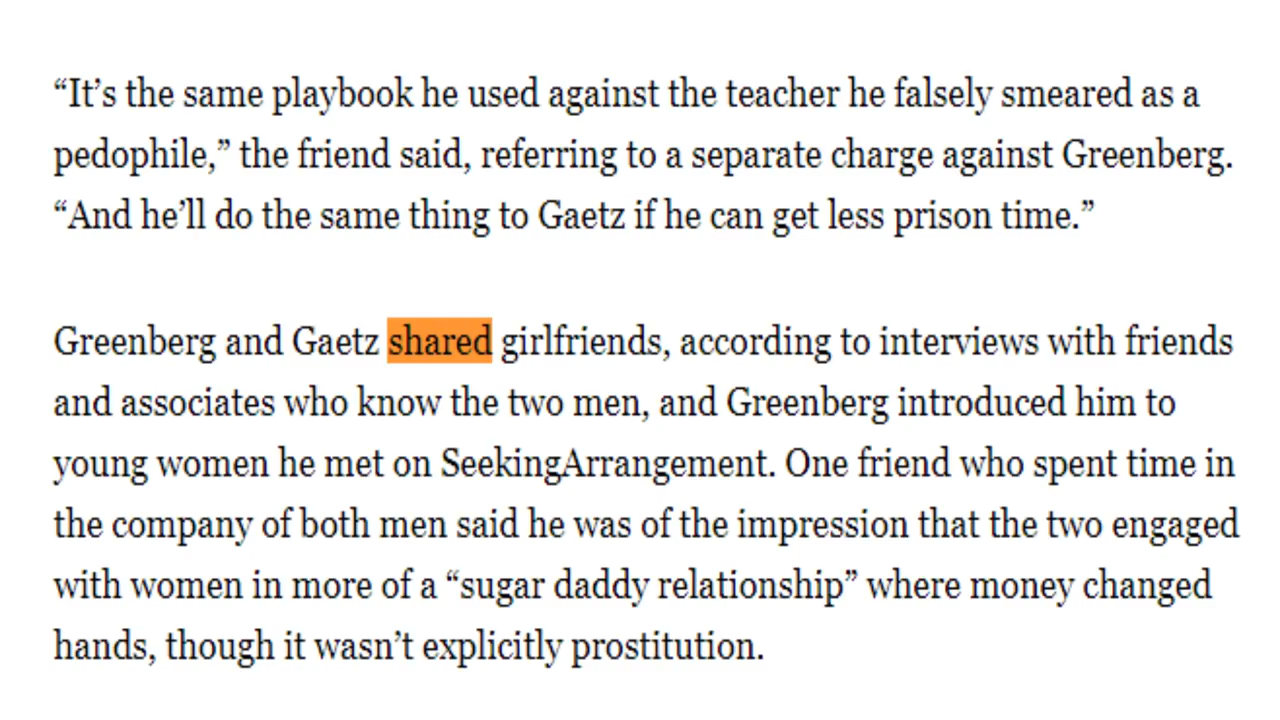 “It’s the same playbook he used against the teacher he falsely smeared as a
pedophile,” the friend said, referring to a separate charge against Greenberg.
“And he’ll do the same thing to Gaetz if he can get less prison time.”
Greenberg and Gaetz shared girlfriends, according to interviews with friends
and associates who know the two men, and Greenberg introduced him to
young women he met on SeekingArrangement. One friend who spent time in
the company of both men said he was of the impression that the two engaged
with women in more of a “sugar daddy relationship” where money changed
hands, though it wasn’t explicitly prostitution.